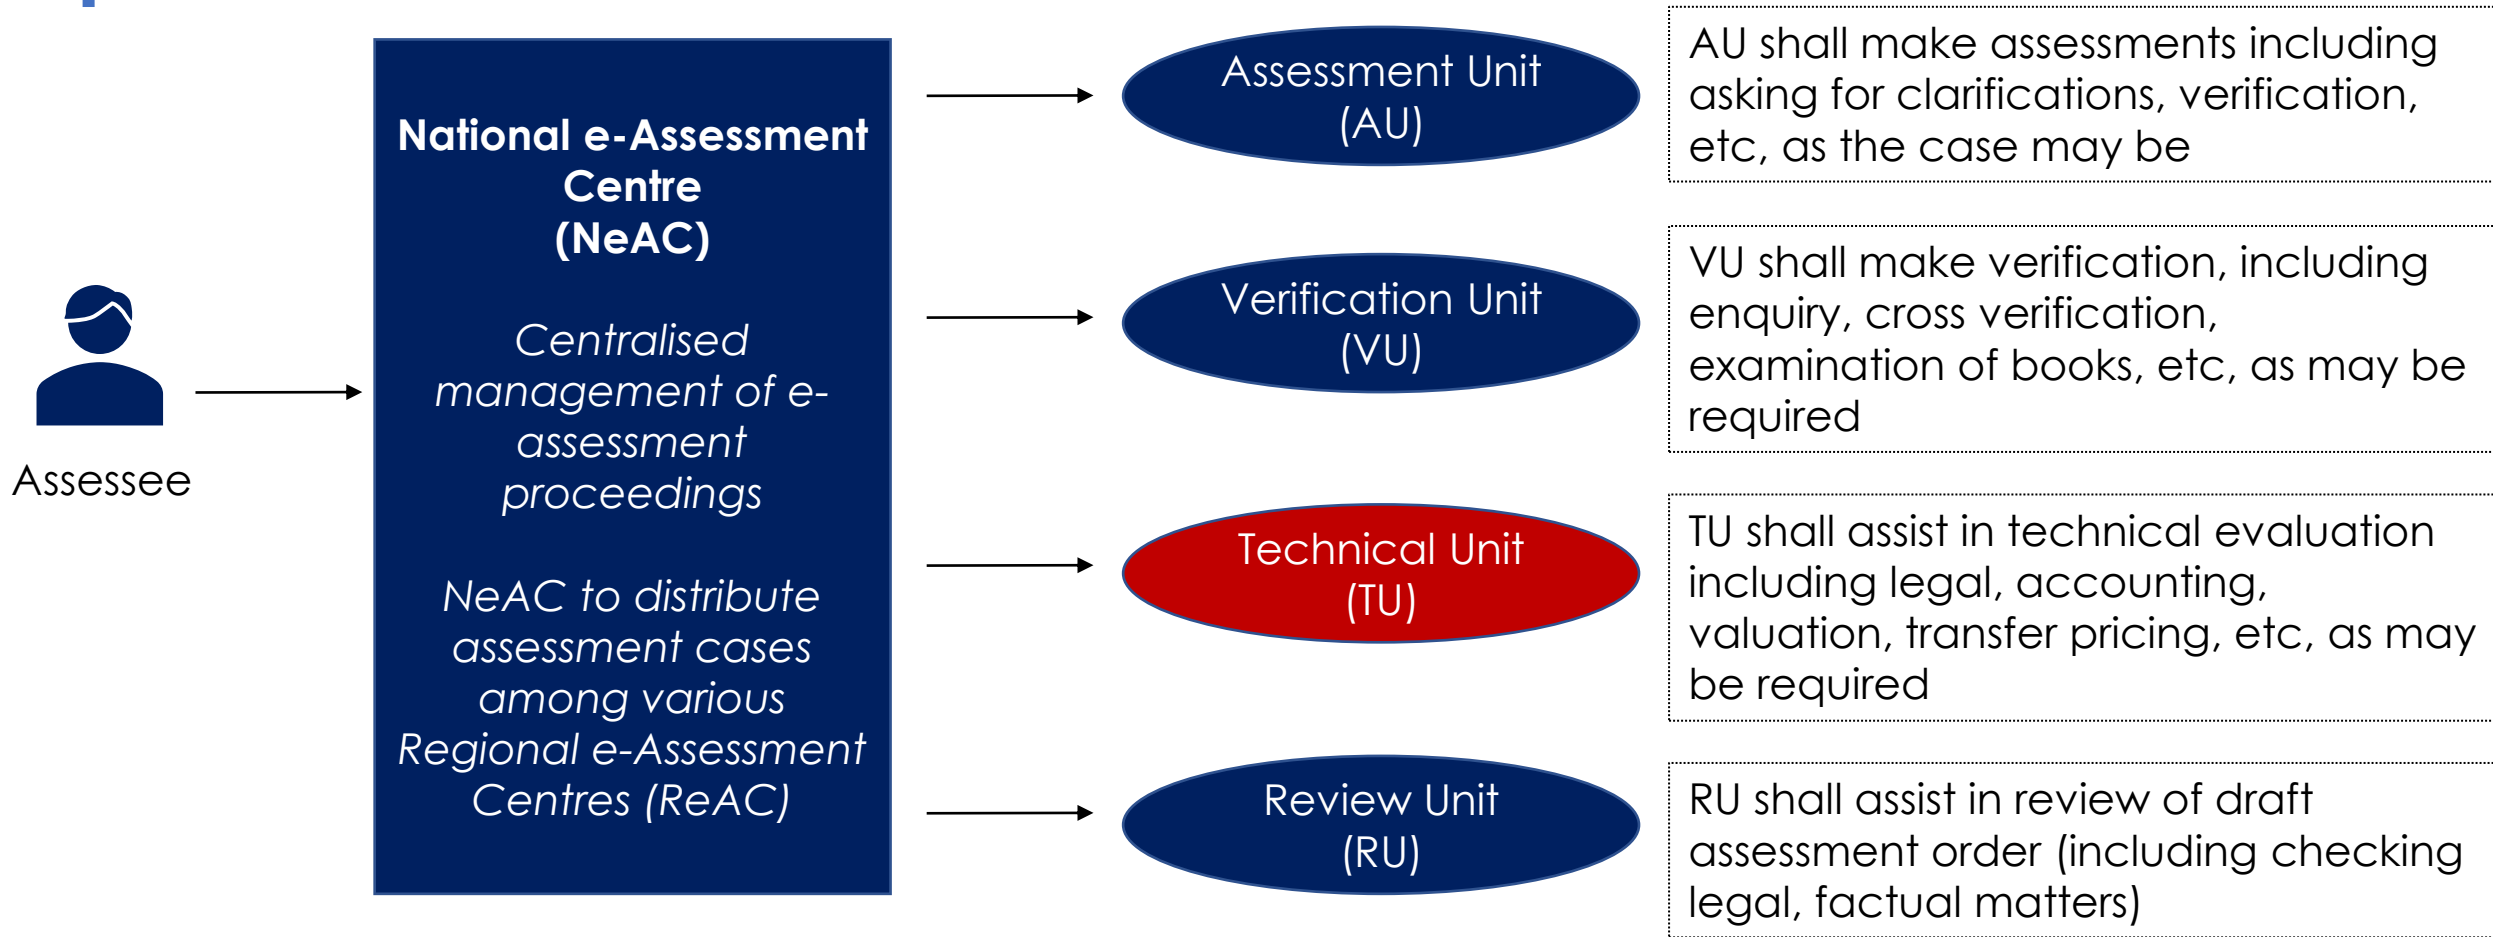 Assessee
National e-Assessment
Centre
(NeAC)
Centralised
management of e-
assessment
proceedings
NeAC to distribute
assessment cases
among various
Regional e-Assessment
Centres (ReAC)
Assessment Unit
(AU)
AU shall make assessments including
asking for clarifications, verification,
etc, as the case may be
Verification Unit
(VU)
VU shall make verification, including
enquiry, cross verification,
examination of books, etc, as may be
required
Technical Unit
(TU)
TU shall assist in technical evaluation
including legal, accounting,
valuation, transfer pricing, etc, as may
be required
Review Unit
(RU)
RU shall assist in review of draft
assessment order (including checking
legal, factual matters)